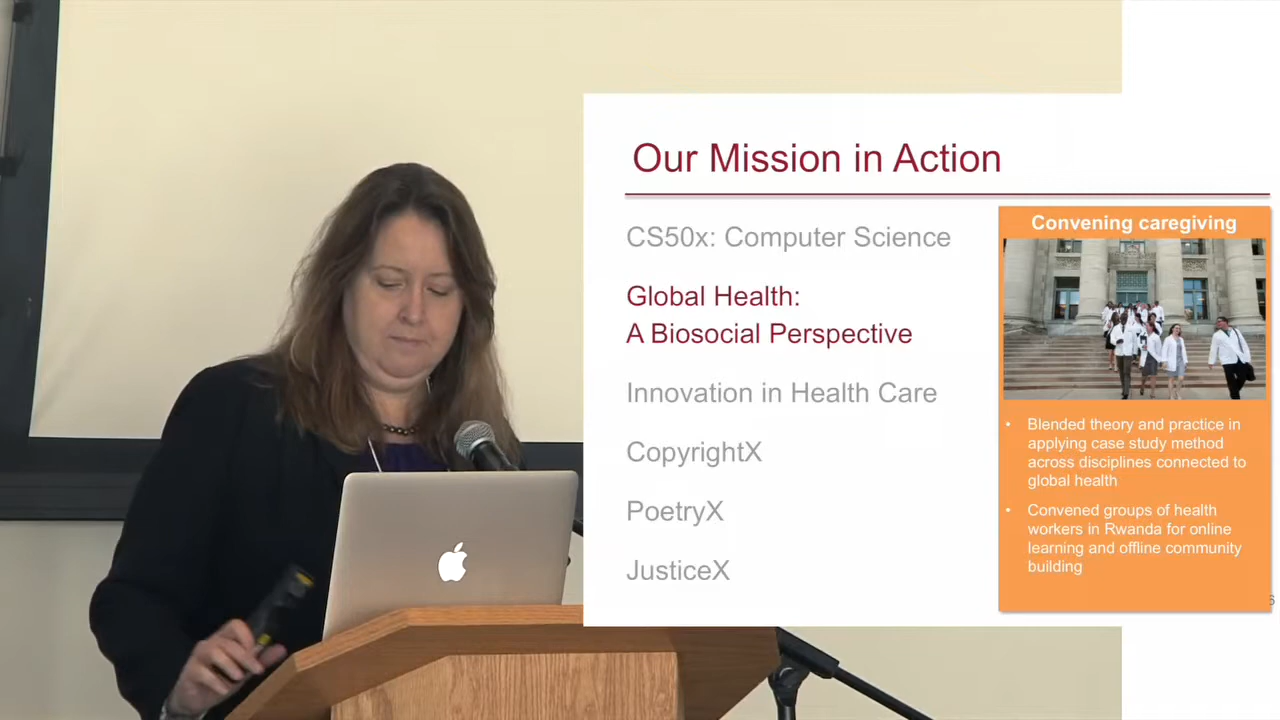 Our Mission in Action
CS50x: Computer Science
Global Health:
A Biosocial Perspective
Innovation in Health Care
CopyrightX
PoetryX
JusticeX
Convening caregiving
• Blended theory and practice in
applying case study method
across disciplines connected to
global health
• Convened groups of health
workers in Rwanda for online
learning and offline community
building